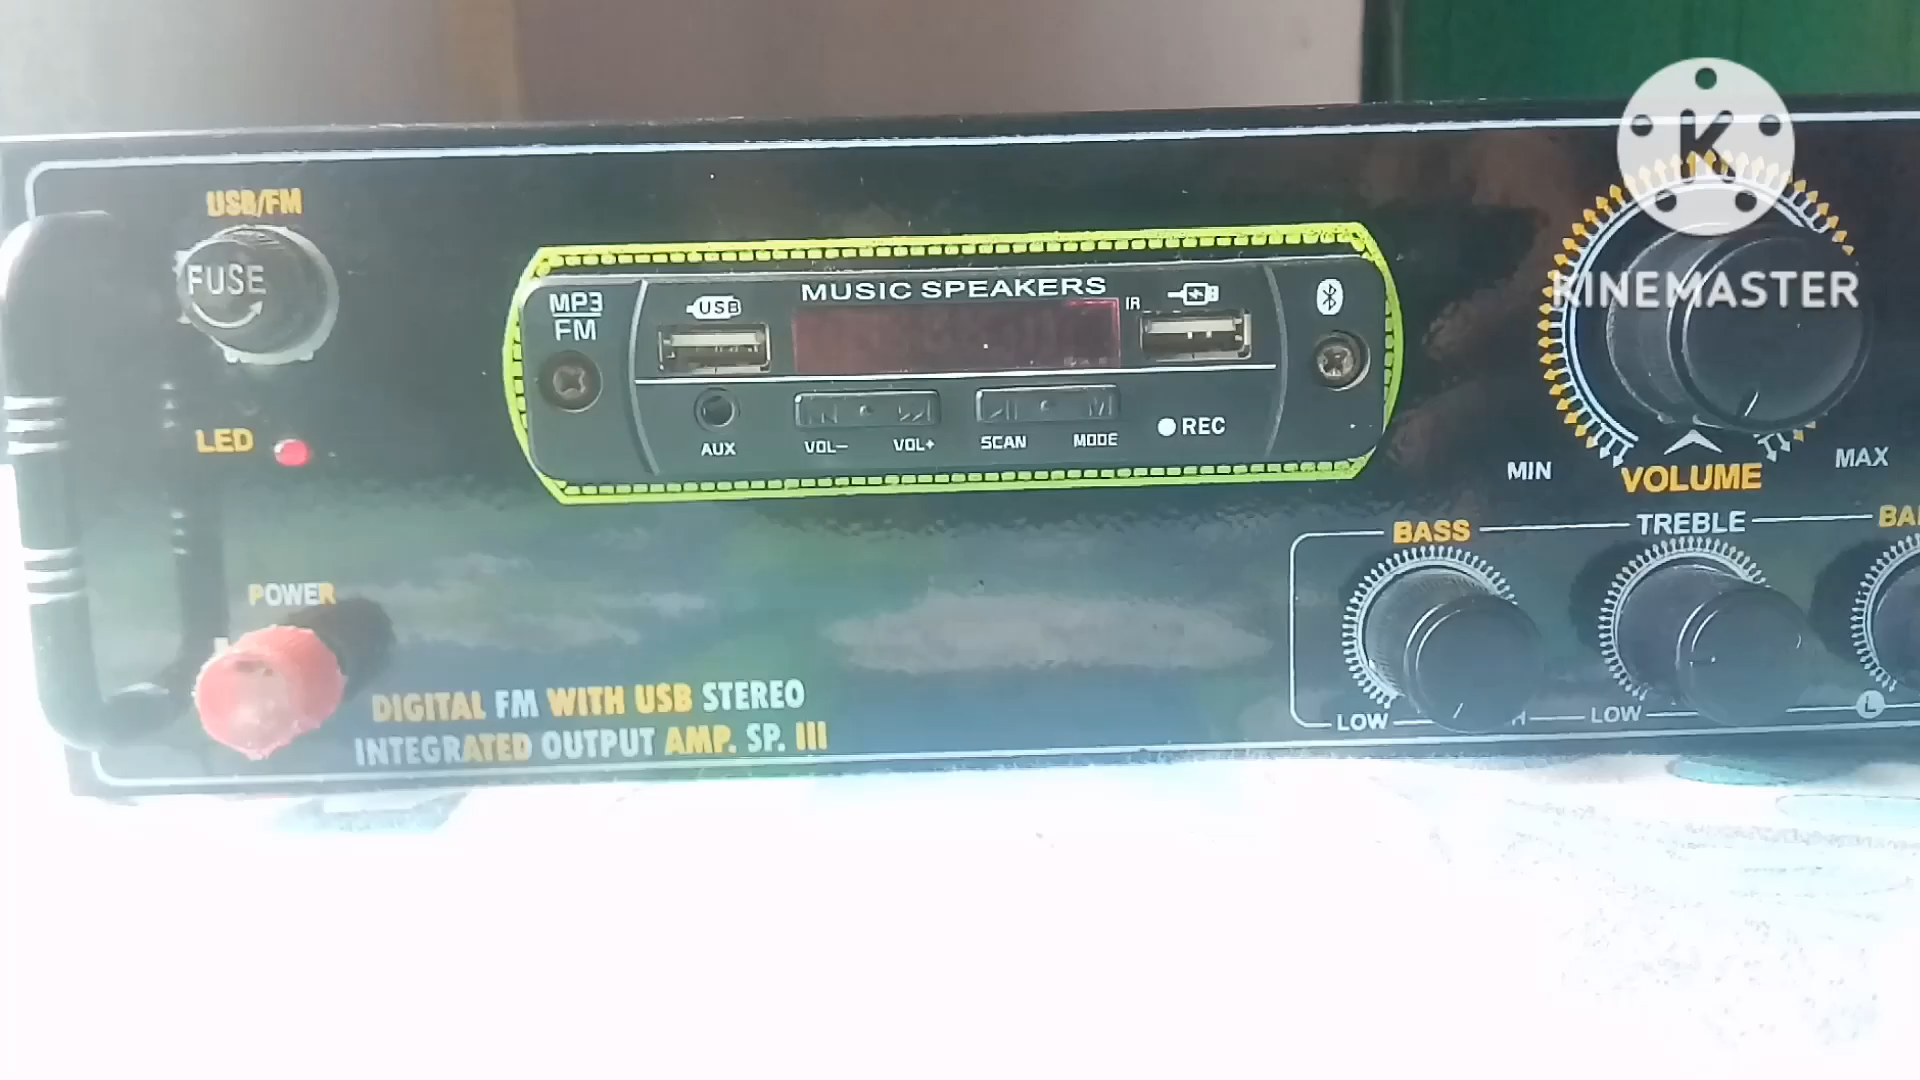 USB/FM
FUSE
LED
POWER
DIGITAL FM WITH USB STEREO
INTEGRATED OUTPUT AMP. SP. III
MUSIC SPEAKERS
MP3
FM
USB
IR
AUX
VOL-
VOL+
SCAN
M
MODE
REC
K
KINEMASTER
MIN
VOLUME
MAX
BASS
TREBLE
LOW
LOW
L